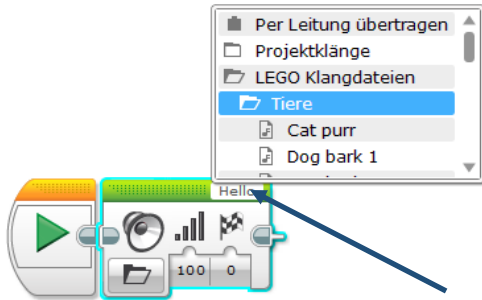 Per Leitung übertragen
Projektklänge
LEGO Klangdateien
Tiere
Cat purr
Dog bark 1
Hello
100 0